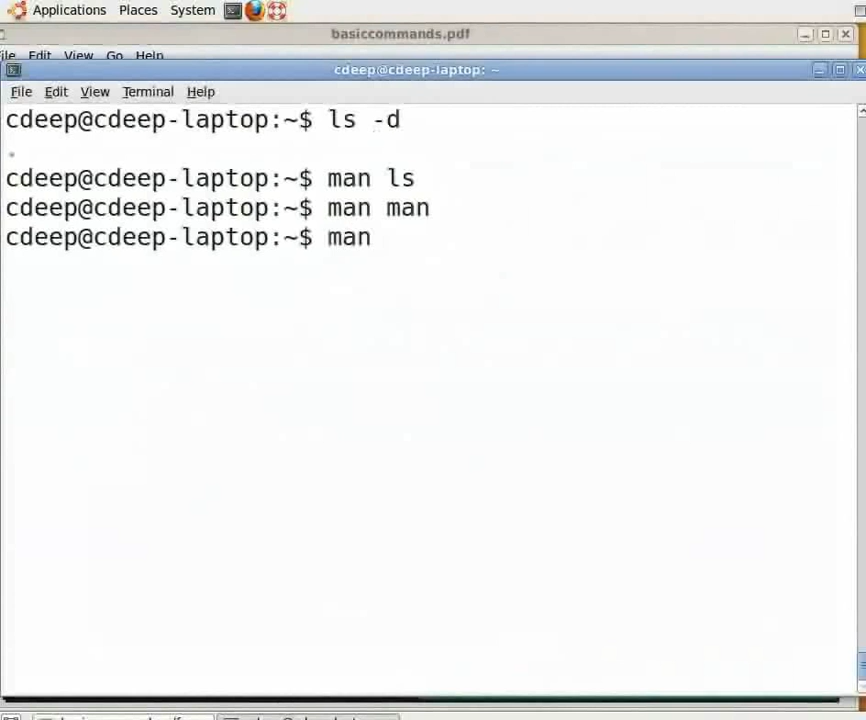 Applications Places System
basiccommands.pdf
File Edit View Go Help
cdeep@cdeep-laptop: ~
File Edit View Terminal Help
cdeep@cdeep-laptop:~$ ls -d
.
cdeep@cdeep-laptop:~$ man ls
cdeep@cdeep-laptop:~$ man man
cdeep@cdeep-laptop:~$ man